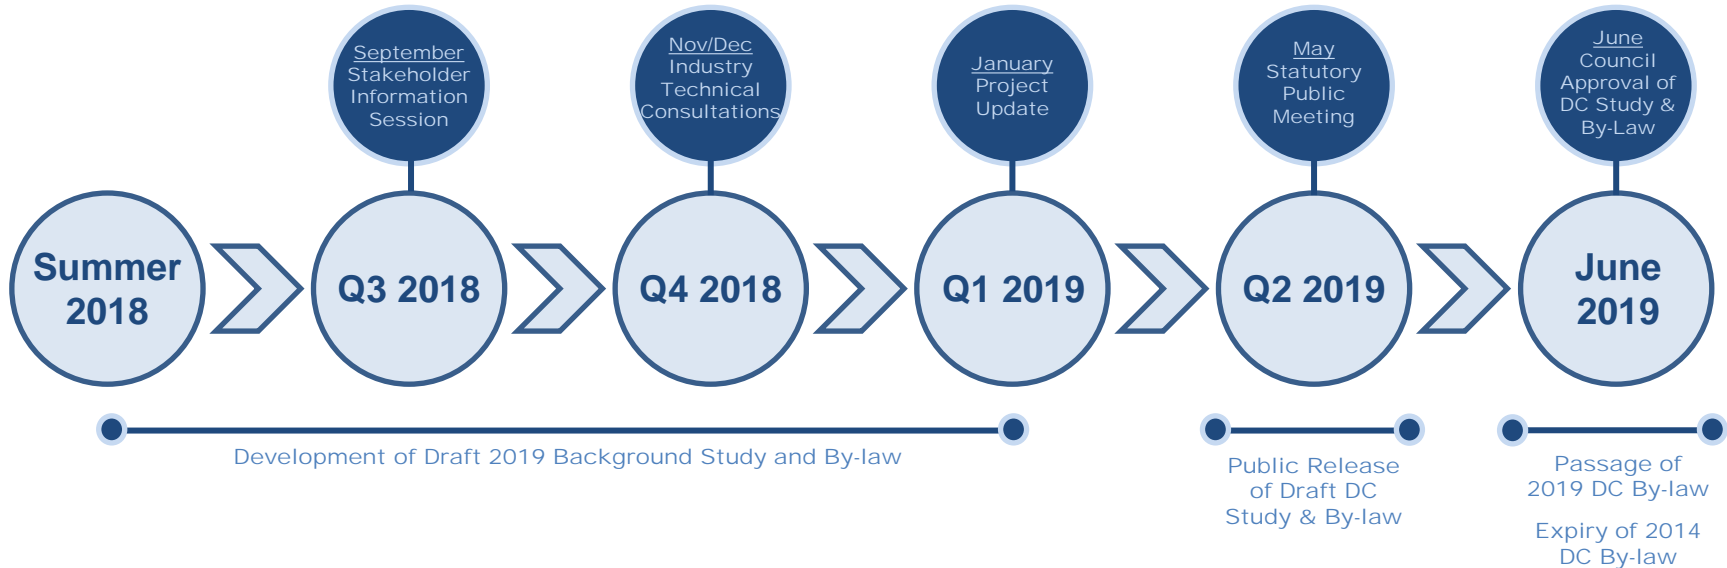 September
Stakeholder
Information
Session
Nov/Dec
Industry
Technical
Consultations
January
Project
Update
May
Statutory
Public
Meeting
June
Council
Approval of
DC Study &
By-Law
Summer
2018
Q3 2018
Q4 2018
Q1 2019
Q2 2019
June
2019
Development of Draft 2019 Background Study and By-law
Public Release
of Draft DC
Study & By-law
Passage of
2019 DC By-law
Expiry of 2014
DC By-law